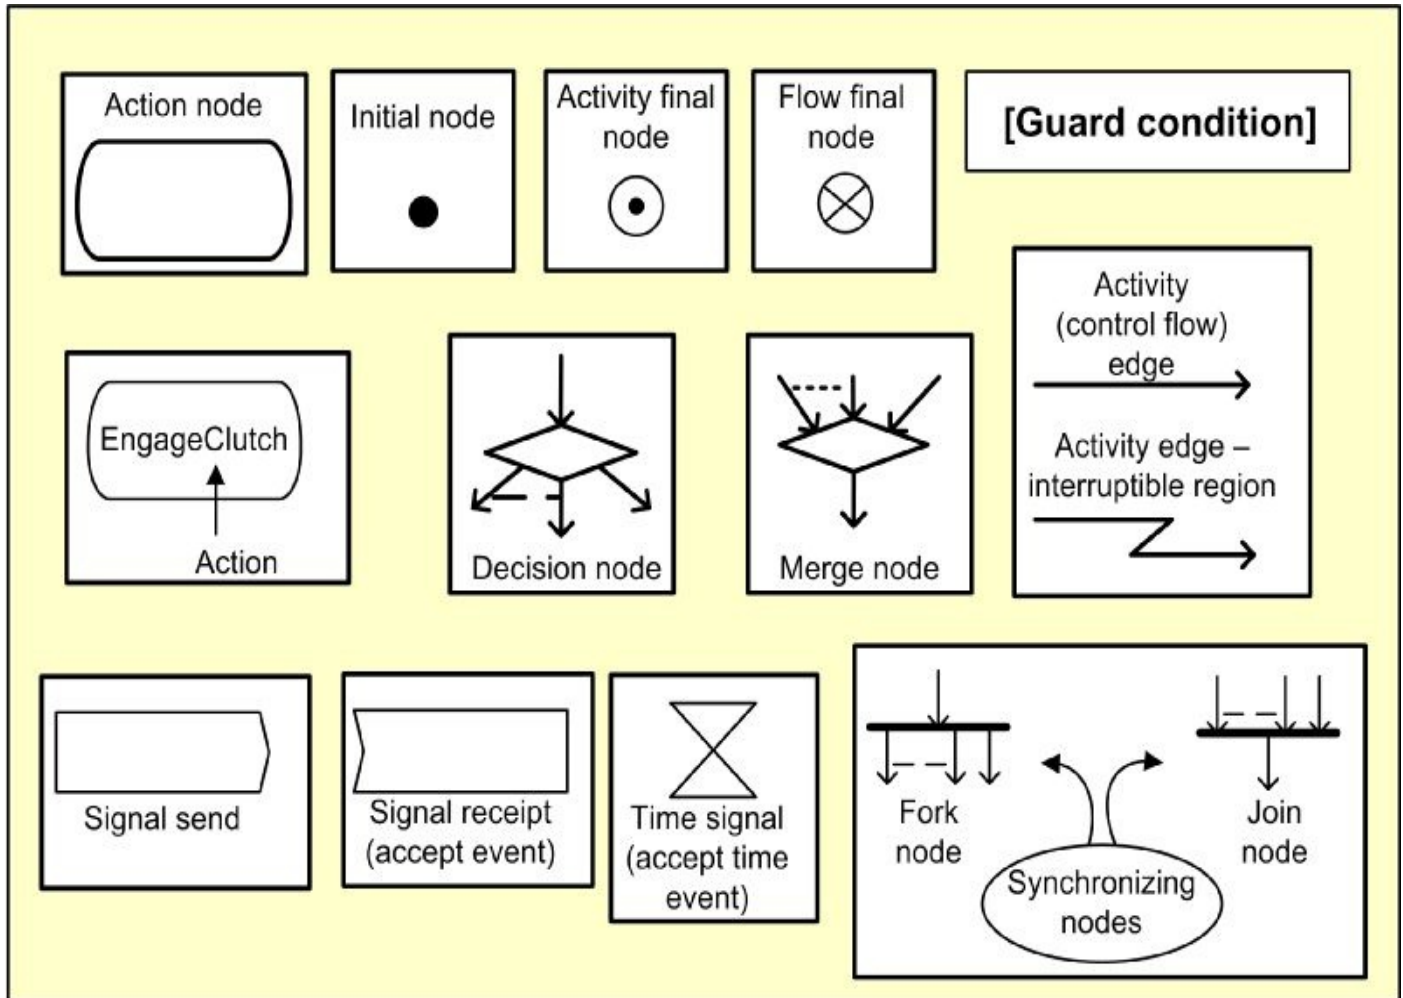 Action node
Initial node
Activity final
node
Flow final
node
[Guard condition]
Activity
(control flow)
edge
Activity edge –
interruptible region
EngageClutch
Action
Decision node
Merge node
Signal send
Signal receipt
(accept event)
Time signal
(accept time
event)
Fork
node
Join
node
Synchronizing
nodes